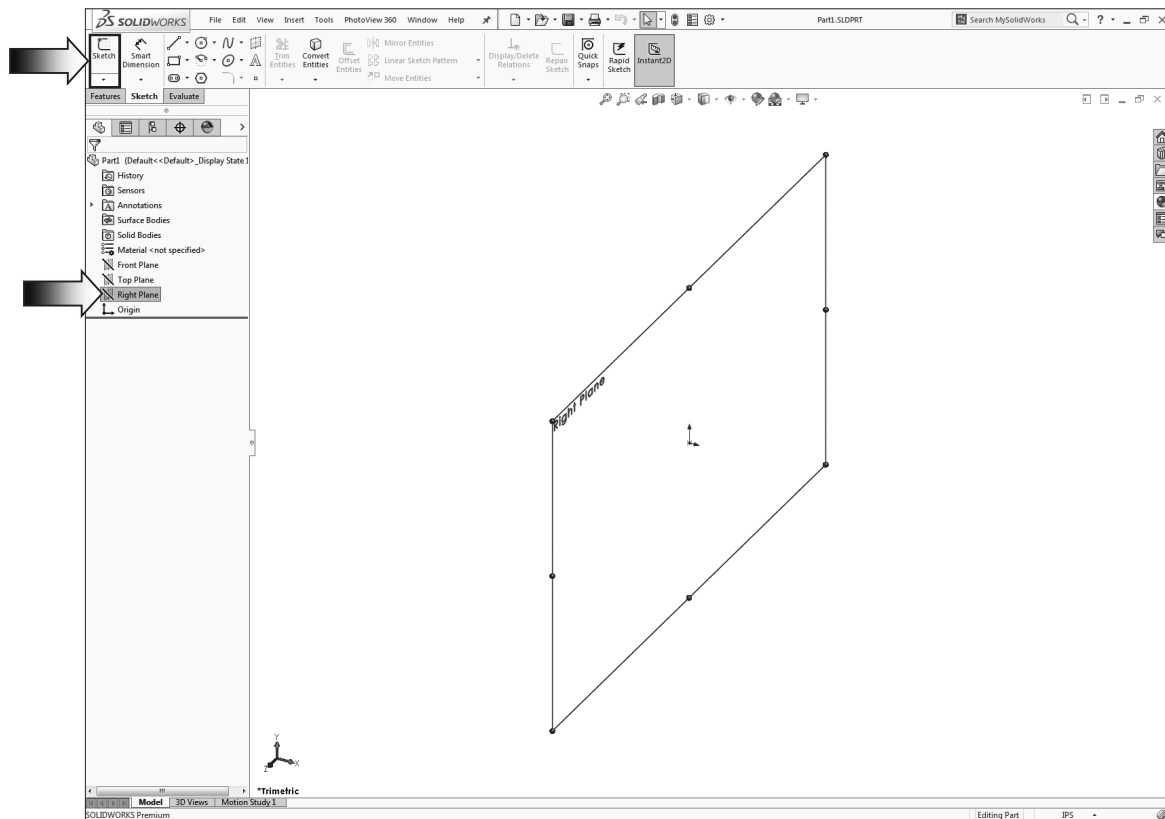 SOLIDWORKS File Edit View Insert Tools PhotoView 360 Window Help Part1.SLDPRT Search MySolidWorks ?
Sketch Smart Dimension Trim Entities Convert Entities Offset Entities Mirror Entities Linear Sketch Pattern Move Entities Display/Delete Relations Repair Sketch Quick Snaps Rapid Sketch Instant2D
Features Sketch Evaluate
Part1 (Default<<Default>_Display State 1
History
Sensors
Annotations
Surface Bodies
Solid Bodies
Material <not specified>
Front Plane
Top Plane
Right Plane
Origin
Right Plane
Y
Z X
*Trimetric
Model 3D Views Motion Study 1
SOLIDWORKS Premium Editing Part IPS